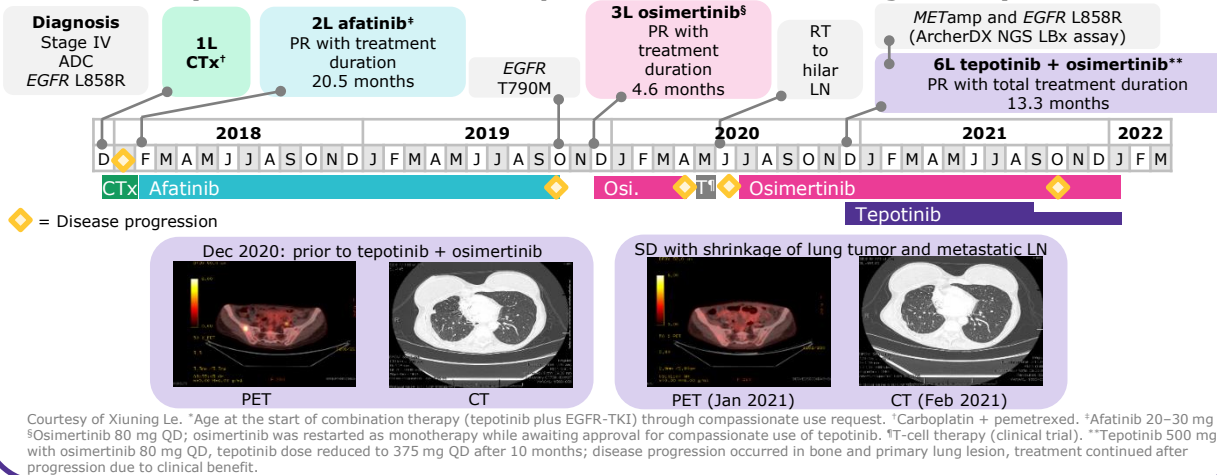 Diagnosis
Stage IV
ADC
EGFR L858R
1L
CTx†
2L afatinib‡
PR with treatment
duration
20.5 months
EGFR
T790M
3L osimertinib§
PR with
treatment
duration
4.6 months
RT
to
hilar
LN
METamp and EGFR L858R
(ArcherDX NGS LBx assay)
6L tepotinib + osimertinib**
PR with total treatment duration
13.3 months
2018 2019 2020 2021 2022
D F M A M J J A S O N D J F M A M J J A S O N D J F M A M J J A S O N D J F M A M J J A S O N D J F M
CTx Afatinib Osi. T¶ Osimertinib
Tepotinib
= Disease progression
Dec 2020: prior to tepotinib + osimertinib
PET CT
SD with shrinkage of lung tumor and metastatic LN
PET (Jan 2021) CT (Feb 2021)
Courtesy of Xiuning Le. *Age at the start of combination therapy (tepotinib plus EGFR-TKI) through compassionate use request. †Carboplatin + pemetrexed. ‡Afatinib 20–30 mg
§Osimertinib 80 mg QD; osimertinib was restarted as monotherapy while awaiting approval for compassionate use of tepotinib. ¶T-cell therapy (clinical trial). **Tepotinib 500 mg
with osimertinib 80 mg QD, tepotinib dose reduced to 375 mg QD after 10 months; disease progression occurred in bone and primary lung lesion, treatment continued after
progression due to clinical benefit.